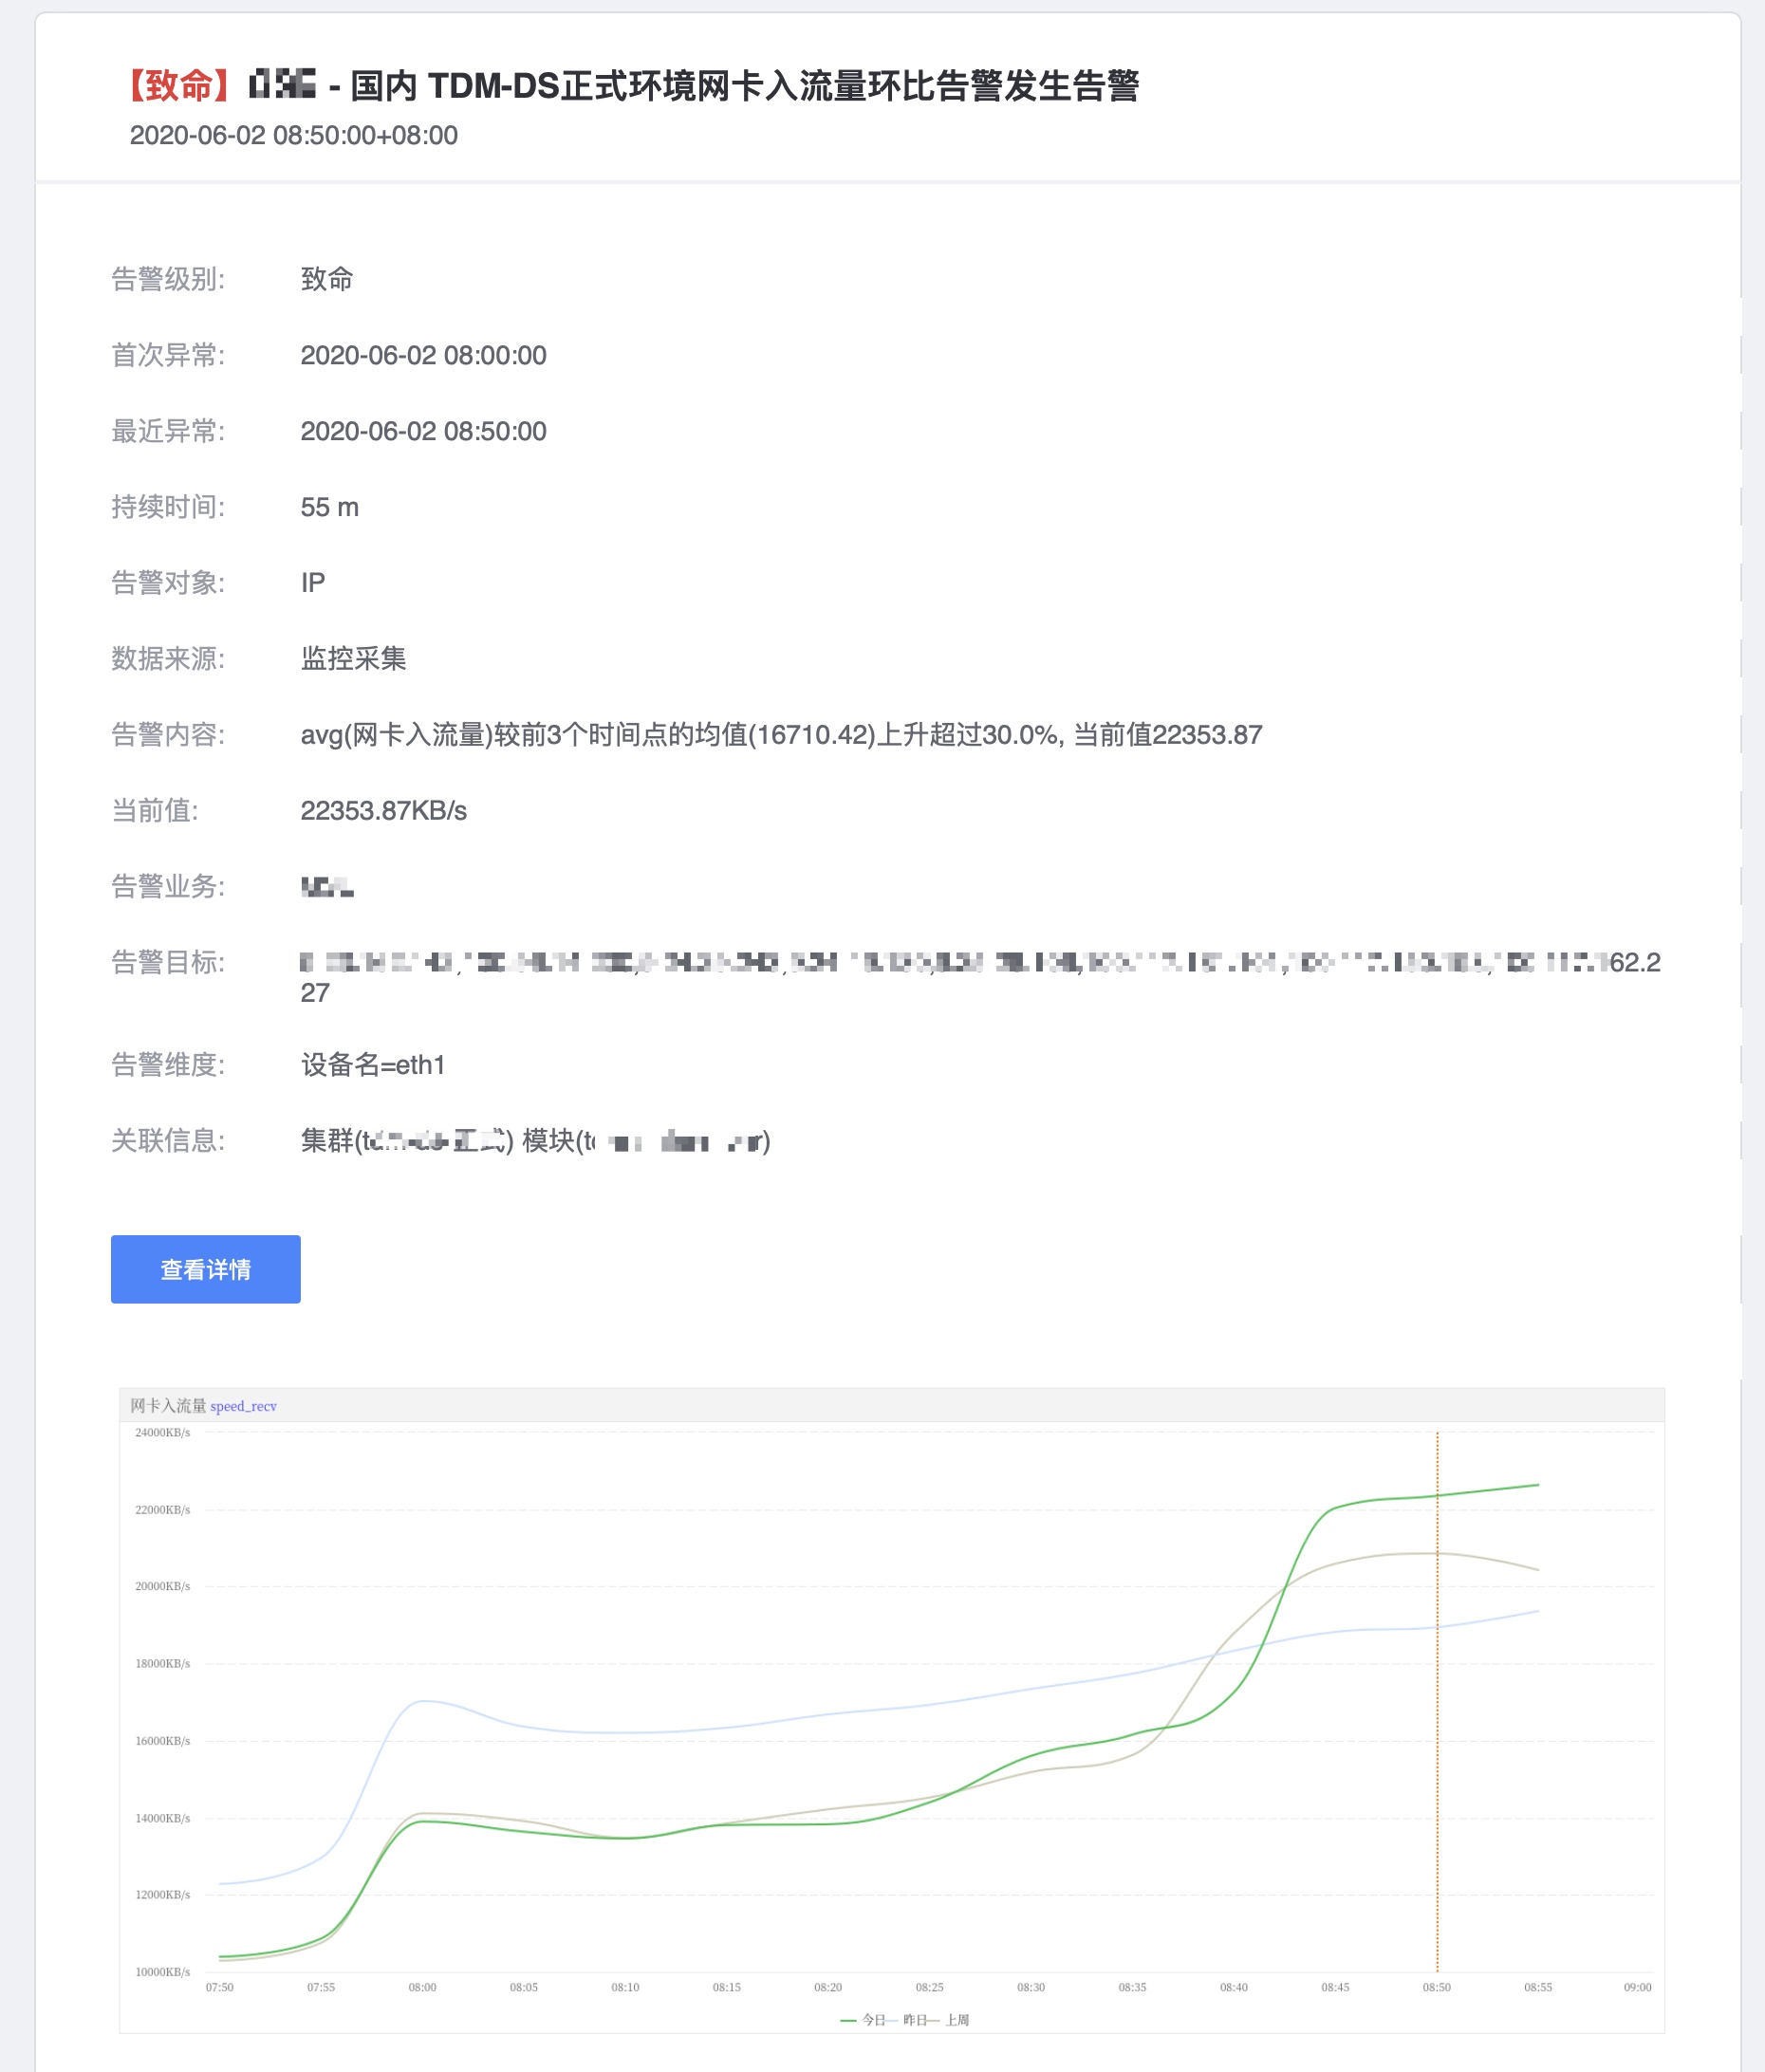 【致命】 - 国内 TDM-DS正式环境网卡入流量环比告警发生告警
2020-06-02 08:50:00+08:00
告警级别: 致命
首次异常: 2020-06-02 08:00:00
最近异常: 2020-06-02 08:50:00
持续时间: 55 m
告警对象: IP
数据来源: 监控采集
告警内容: avg(网卡入流量)较前3个时间点的均值(16710.42)上升超过30.0%, 当前值22353.87
当前值: 22353.87KB/s
告警业务:
告警目标: 62.2
27
告警维度: 设备名=eth1
关联信息: 集群( ) 模块( )
查看详情
网卡入流量 speed_recv
24000KB/s
22000KB/s
20000KB/s
18000KB/s
16000KB/s
14000KB/s
12000KB/s
10000KB/s
07:50 07:55 08:00 08:05 08:10 08:15 08:20 08:25 08:30 08:35 08:40 08:45 08:50 08:55 09:00
今日 昨日 上周